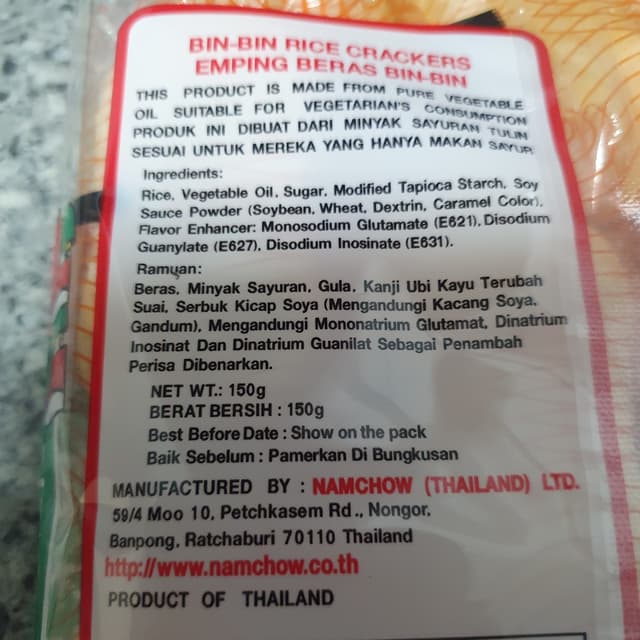 BIN-BIN RICE CRACKERS
EMPING BERAS BIN-BIN
THIS PRODUCT IS MADE FROM PURE VEGETABLE
OIL SUITABLE FOR VEGETARIAN'S CONSUMPTION
PRODUK INI DIBUAT DARI MINYAK SAYURAN TULIN
SESUAI UNTUK MEREKA YANG HANYA MAKAN SAYUR
Ingredients:
Rice, Vegetable Oil, Sugar, Modified Tapioca Starch, Soy
Sauce Powder (Soybean, Wheat, Dextrin, Caramel Color),
Flavor Enhancer: Monosodium Glutamate (E621), Disodium
Guanylate (E627), Disodium Inosinate (E631).
Ramuan:
Beras, Minyak Sayuran, Gula, Kanji Ubi Kayu Terubah
Suai, Serbuk Kicap Soya (Mengandungi Kacang Soya,
Gandum), Mengandungi Mononatrium Glutamat, Dinatrium
Inosinat Dan Dinatrium Guanilat Sebagai Penambah
Perisa Dibenarkan.
NET WT.: 150g
BERAT BERSIH : 150g
Best Before Date : Show on the pack
Baik Sebelum : Pamerkan Di Bungkusan
MANUFACTURED BY : NAMCHOW (THAILAND) LTD.
59/4 Moo 10, Petchkasem Rd., Nongor,
Banpong, Ratchaburi 70110 Thailand
http://www.namchow.co.th
PRODUCT OF THAILAND